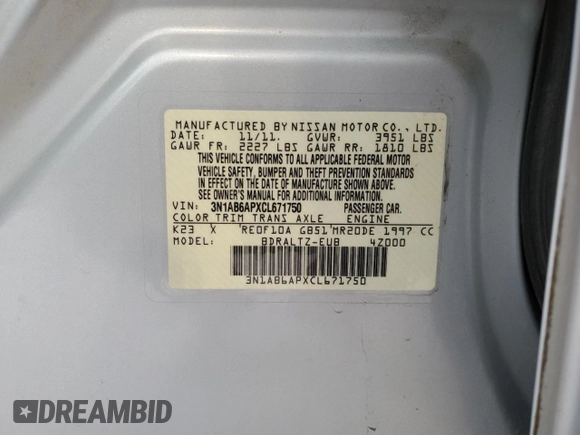 MANUFACTURED BY NISSAN MOTOR CO., LTD.
DATE: 11/11. GVWR: 3951 LBS
GAWR FR: 2227 LBS GAWR RR: 1810 LBS
THIS VEHICLE CONFORMS TO ALL APPLICABLE FEDERAL MOTOR
VEHICLE SAFETY, BUMPER AND THEFT PREVENTION STANDARDS
IN EFFECT ON THE DATE OF MANUFACTURE SHOWN ABOVE.
SEE OWNER'S MANUAL FOR ADDITIONAL INFORMATION.
VIN: 3N1AB6APXCL671750 PASSENGER CAR.
COLOR TRIM TRANS AXLE ENGINE
K23 X RE0F10A GB51 MR20DE 1997 CC
MODEL: BDRALTZ-EUB 4Z000
3N1AB6APXCL671750
DREAMBID